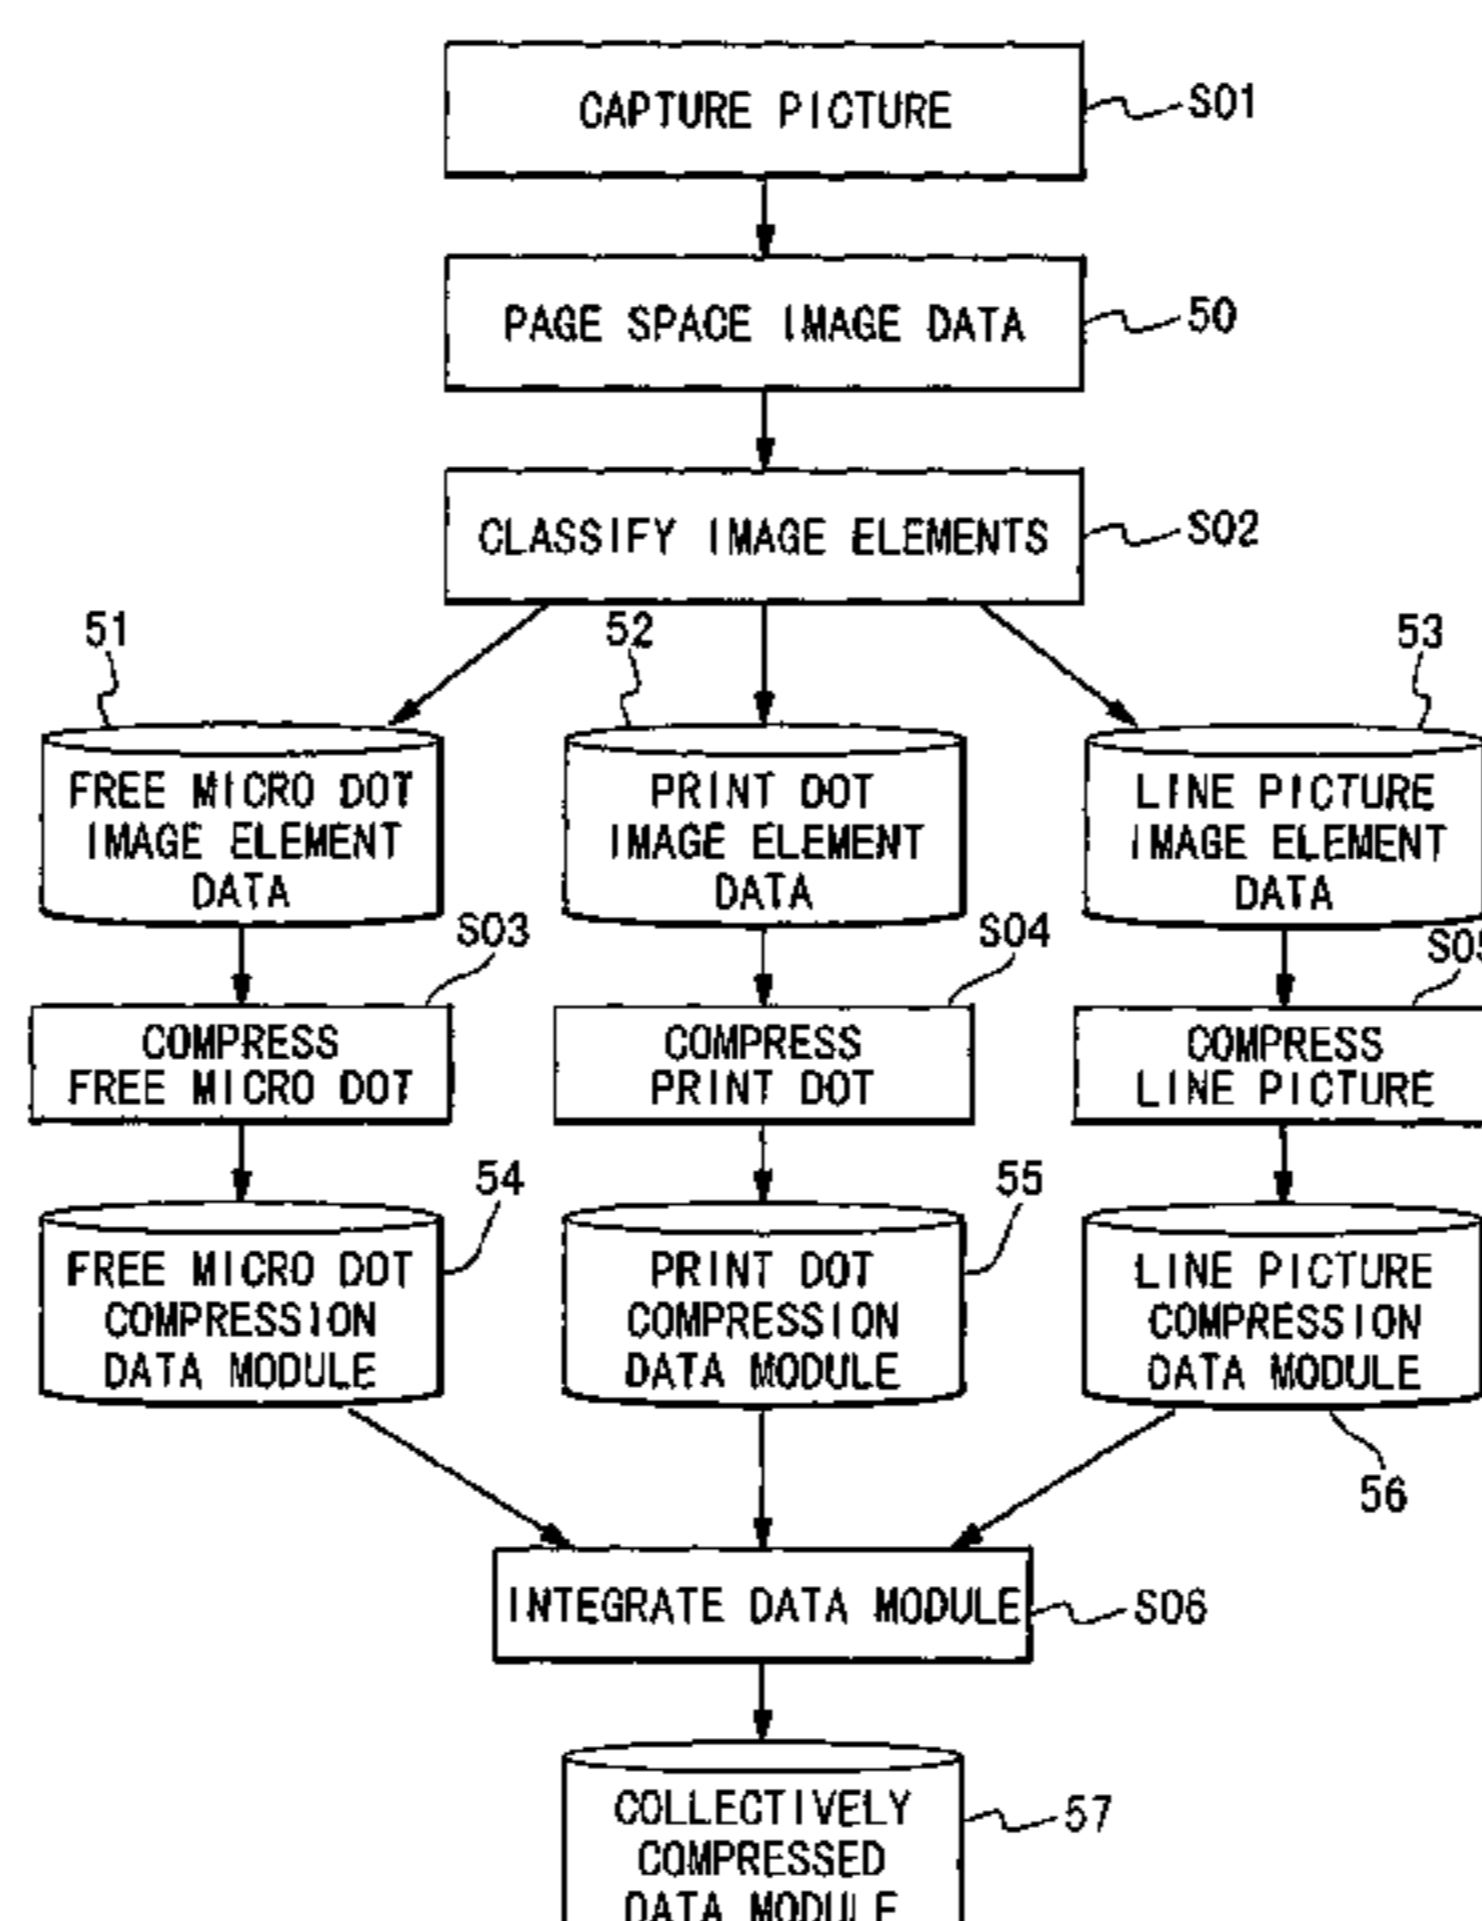 CAPTURE PICTURE
S01
PAGE SPACE IMAGE DATA
50
CLASSIFY IMAGE ELEMENTS
S02
51
52
53
FREE MICRO DOT
IMAGE ELEMENT
DATA
PRINT DOT
IMAGE ELEMENT
DATA
LINE PICTURE
IMAGE ELEMENT
DATA
S03
S04
S05
COMPRESS
FREE MICRO DOT
COMPRESS
PRINT DOT
COMPRESS
LINE PICTURE
54
55
FREE MICRO DOT
COMPRESSION
DATA MODULE
PRINT DOT
COMPRESSION
DATA MODULE
LINE PICTURE
COMPRESSION
DATA MODULE
56
INTEGRATE DATA MODULE
S06
COLLECTIVELY
COMPRESSED
DATA MODULE
57